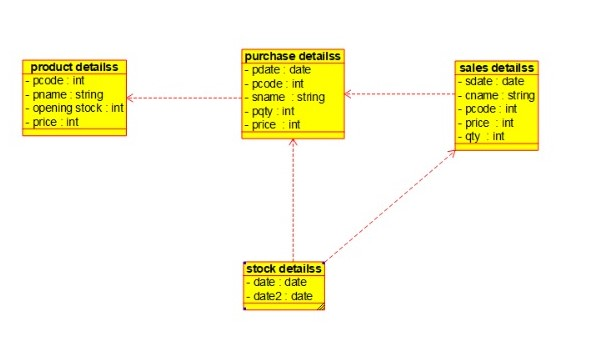 product detailss
- pcode : int
- pname : string
- opening stock : int
- price : int
purchase detailss
- pdate : date
- pcode : int
- sname : string
- pqty : int
- price : int
sales detailss
- sdate : date
- cname : string
- pcode : int
- price : int
- qty : int
stock detailss
- date : date
- date2 : date